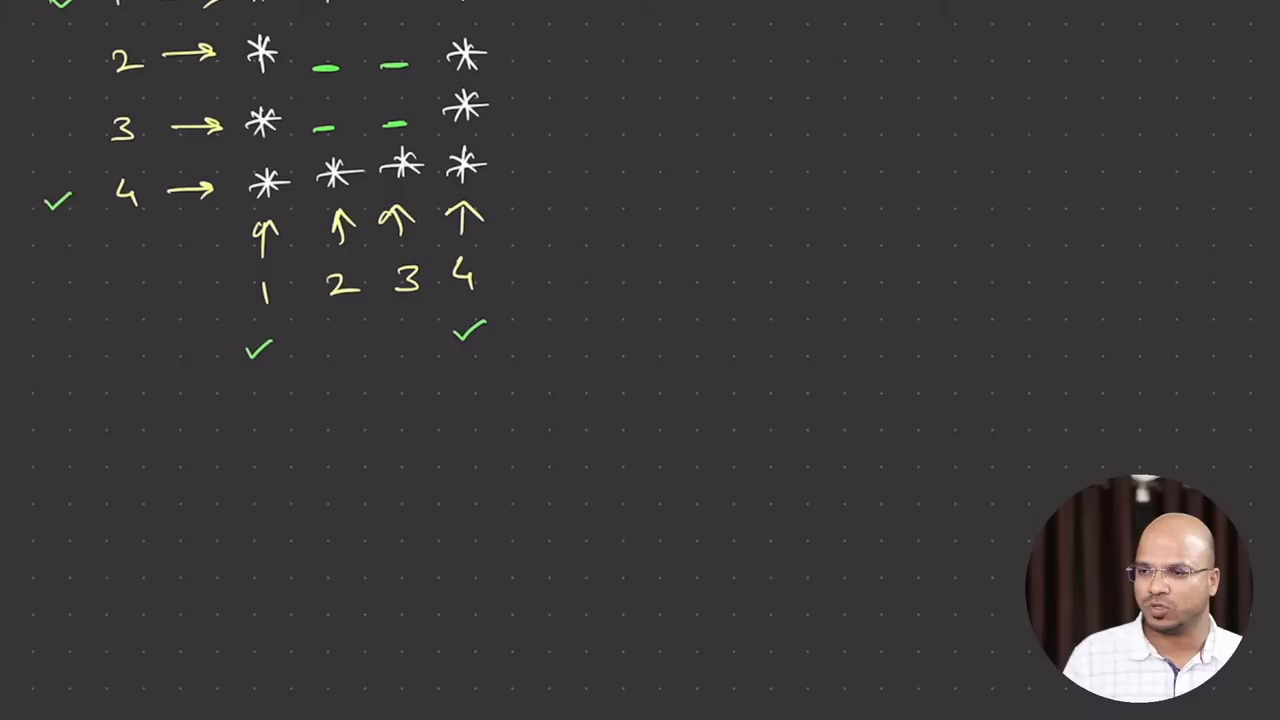 2 → * - - *
3 → * - - *
✓ 4 → * * * *
↑ ↑ ↑ ↑
1 2 3 4
✓ ✓